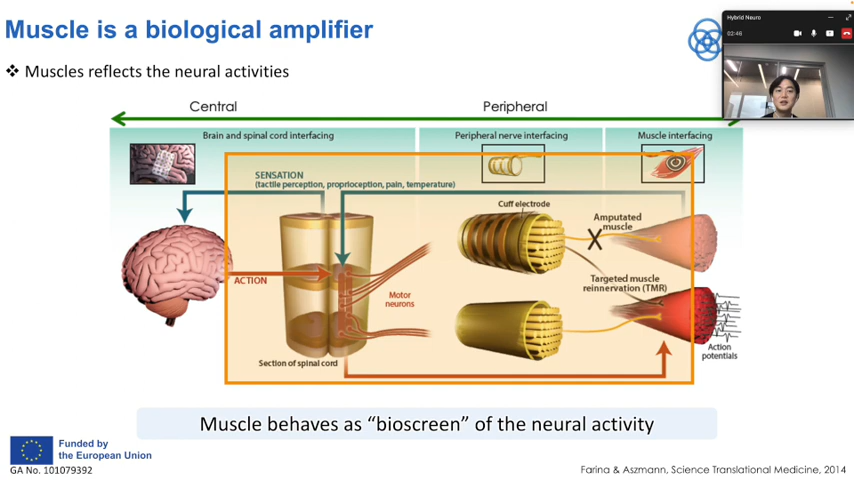 Muscle is a biological amplifier
Hybrid Neuro
02:46
❖ Muscles reflects the neural activities
Central
Peripheral
Brain and spinal cord interfacing
Peripheral nerve interfacing
Muscle interfacing
SENSATION
(tactile perception, proprioception, pain, temperature)
Cuff electrode
Amputated
muscle
ACTION
Targeted muscle
reinnervation (TMR)
Motor
neurons
Action
potentials
Section of spinal cord
Muscle behaves as “bioscreen” of the neural activity
Funded by
the European Union
GA No. 101079392
Farina & Aszmann, Science Translational Medicine, 2014